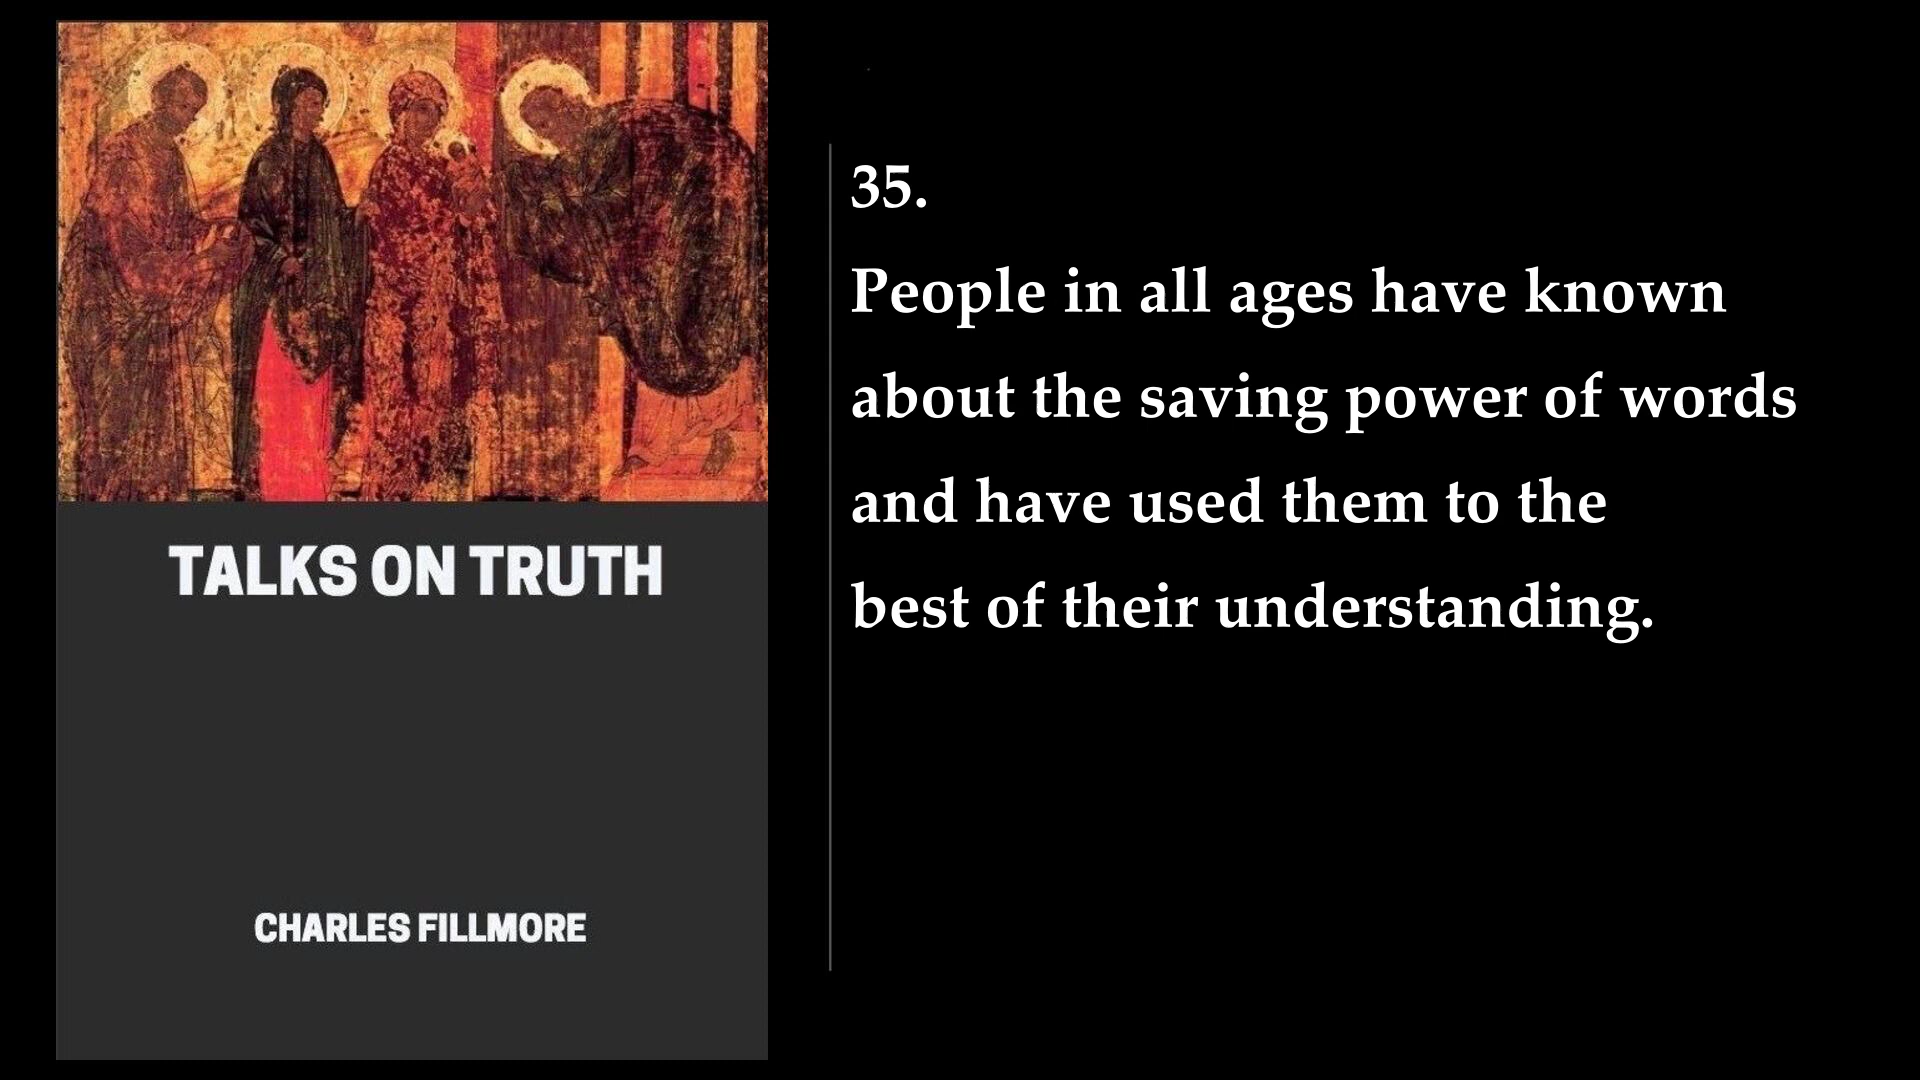 TALKS ON TRUTH
CHARLES FILLMORE
35.
People in all ages have known
about the saving power of words
and have used them to the
best of their understanding.